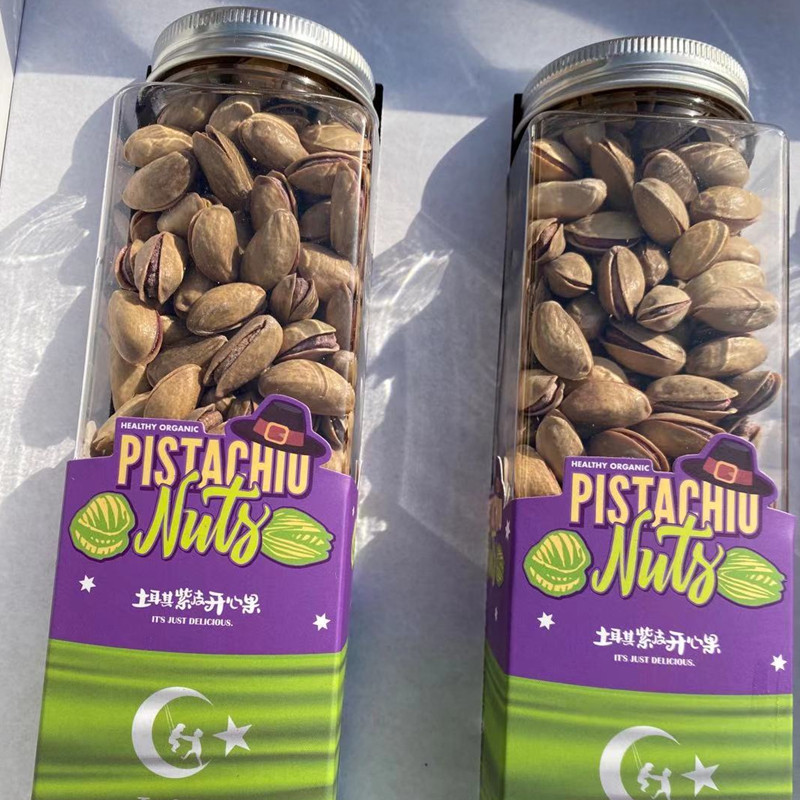 HEALTHY ORGANIC
PISTACHIO
Nuts
土耳其紫皮开心果
IT'S JUST DELICIOUS.
HEALTHY ORGANIC
PISTACHIO
Nuts
土耳其紫皮开心果
IT'S JUST DELICIOUS.